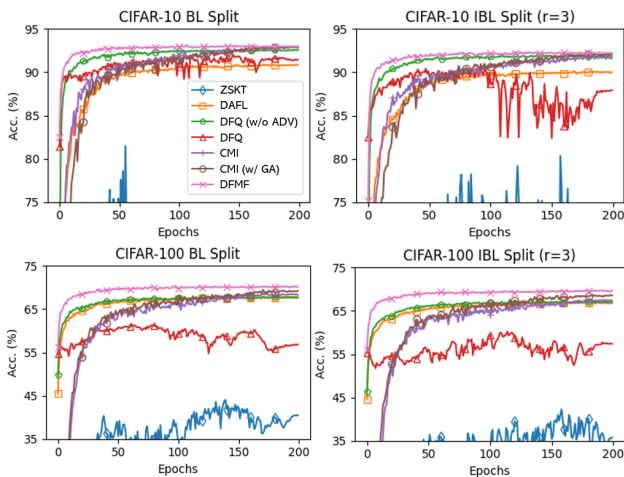 CIFAR-10 BL Split
95
90
85
80
75
Acc. (%)
0 50 100 150 200
Epochs
ZSKT
DAFL
DFQ (w/o ADV)
DFQ
CMI
CMI (w/ GA)
DFMF
CIFAR-10 IBL Split (r=3)
95
90
85
80
75
Acc. (%)
0 50 100 150 200
Epochs
CIFAR-100 BL Split
75
65
55
45
35
Acc. (%)
0 50 100 150 200
Epochs
CIFAR-100 IBL Split (r=3)
75
65
55
45
35
Acc. (%)
0 50 100 150 200
Epochs